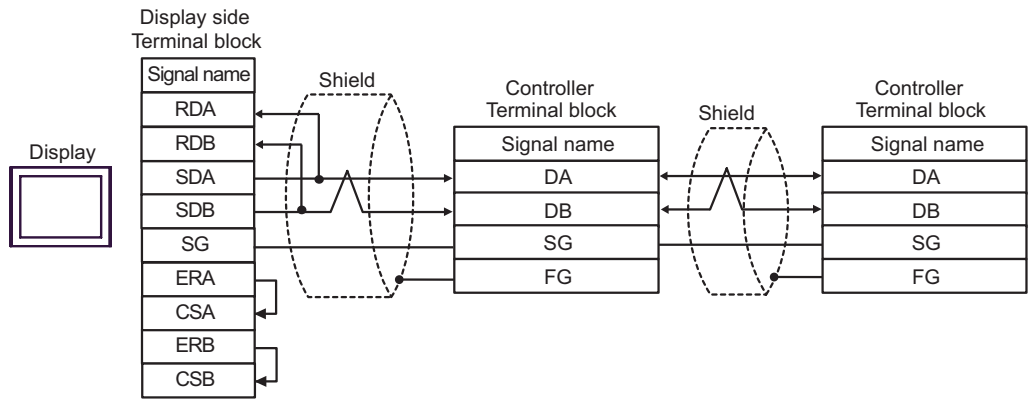 Display side
Terminal block
Signal name
RDA
RDB
SDA
SDB
SG
ERA
CSA
ERB
CSB
Display
Shield
Controller
Terminal block
Signal name
DA
DB
SG
FG
Shield
Controller
Terminal block
Signal name
DA
DB
SG
FG